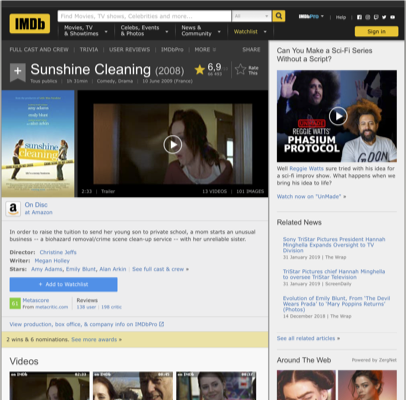 IMDb
Find Movies, TV shows, Celebrities and more...
All
IMDbPro
Help
Movies, TV
& Showtimes
Celebs, Events
& Photos
News &
Community
Watchlist
Sign in
FULL CAST AND CREW | TRIVIA | USER REVIEWS | IMDbPro | MORE
SHARE
Sunshine Cleaning (2008)
6,9
Rate
This
1h 31min | Comedy, Drama | 10 June 2009 (France)
sunshine
cleaning
2:33 | Trailer
13 VIDEOS | 101 IMAGES
On Disc
at Amazon
In order to raise the tuition to send her young son to private school, a mom starts an unusual
business -- a biohazard removal/crime scene clean-up service -- with her unreliable sister.
Director: Christine Jeffs
Writer: Megan Holley
Stars: Amy Adams, Emily Blunt, Alan Arkin | See full cast & crew »
+ Add to Watchlist
61
Metascore
From metacritic.com
Reviews
138 user | 198 critic
View production, box office, & company info on IMDbPro
2 wins & 6 nominations. See more awards »
Videos
Can You Make a Sci-Fi Series
Without a Script?
REGGIE WATTS'
PHASIUM
PROTOCOL
Well Reggie Watts sure tried with his idea for
a sci-fi improv show. What happens when we
bring his idea to life?
Watch now on "UnMade" »
Related News
Sony TriStar Pictures President Hannah
Minghella Expands Oversight to TV
Division
31 January 2019 | The Wrap
TriStar Pictures chief Hannah Minghella
to oversee TriStar Television
31 January 2019 | ScreenDaily
Evolution of Emily Blunt, From 'The Devil
Wears Prada' to 'Mary Poppins Returns'
(Photos)
14 December 2018 | The Wrap
See all related articles »
Around The Web
Powered by ZergNet